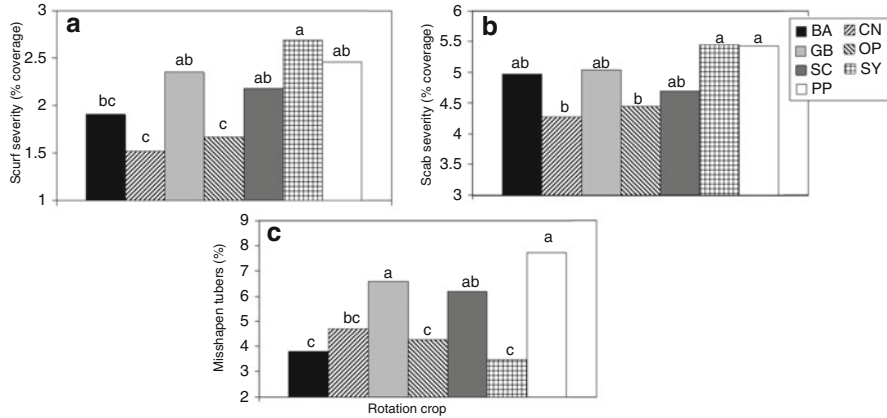 a
Scurf severity (% coverage)
3
2.5
2
1.5
1
bc
c
ab
c
ab
a
ab
b
Scab severity (% coverage)
6
5.5
5
4.5
4
3.5
3
ab
b
ab
b
ab
a
a
BA
CN
GB
OP
SC
SY
PP
c
Misshapen tubers (%)
9
8
7
6
5
4
3
2
c
bc
a
c
ab
c
a
Rotation crop